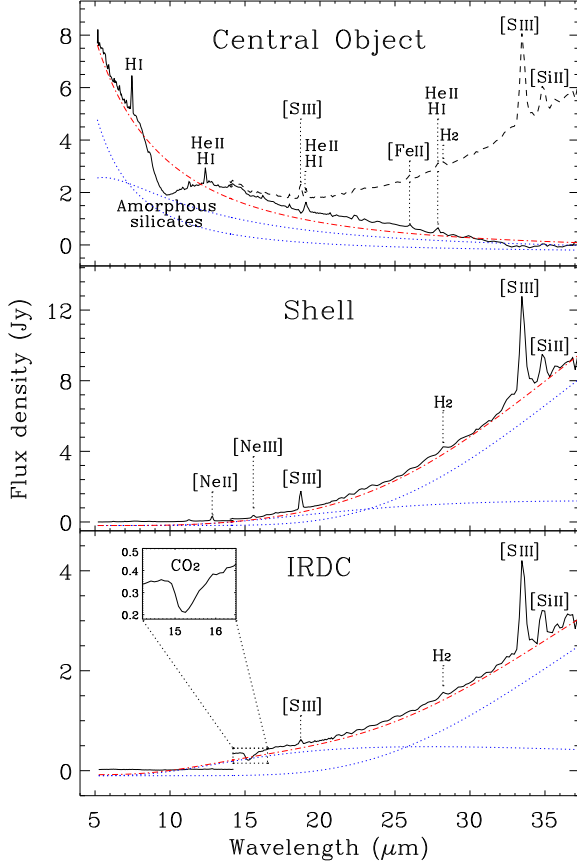 Central Object
HI
Amorphous
silicates
HeII
HI
[SIII]
HeII
HI
[FeII]
HeII
HI
H2
[SIII]
[SiII]
8
6
4
2
0
Shell
[NeII]
[NeIII]
[SIII]
H2
[SIII]
[SiII]
12
8
4
0
Flux density (Jy)
IRDC
CO2
0.5
0.4
0.3
0.2
15 16
[SIII]
H2
[SIII]
[SiII]
4
2
0
5 10 15 20 25 30 35
Wavelength (μm)